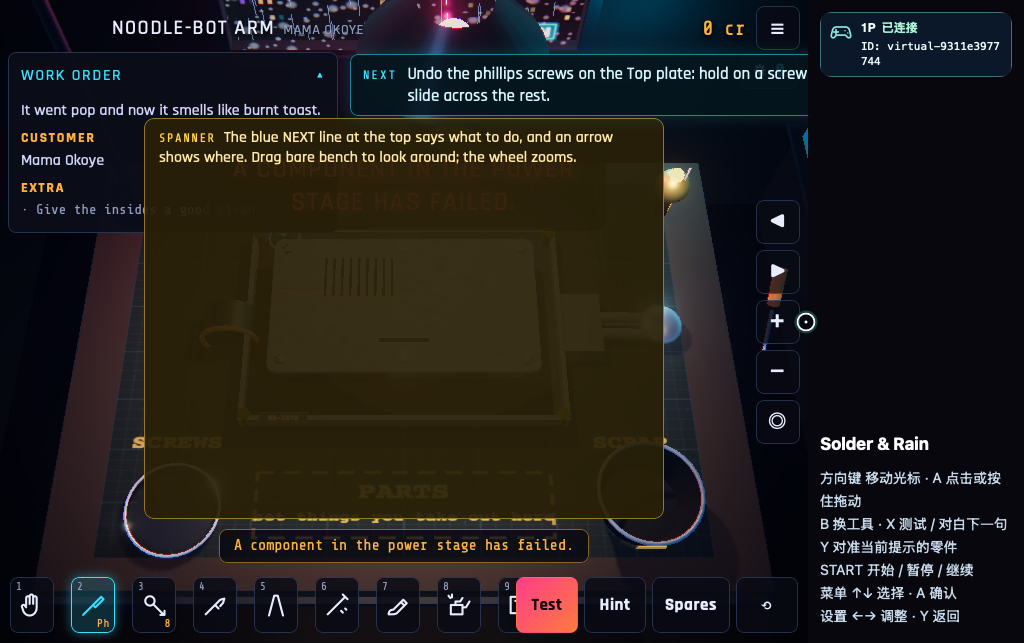 NOODLE-BOT ARM MAMA OKOYE
0 cr
WORK ORDER
It went pop and now it smells like burnt toast.
CUSTOMER
Mama Okoye
EXTRA
· Give the insides a good clean
NEXT Undo the phillips screws on the Top plate: hold on a screw
slide across the rest.
SPANNER The blue NEXT line at the top says what to do, and an arrow
shows where. Drag bare bench to look around; the wheel zooms.
A COMPONENT IN THE POWER
STAGE HAS FAILED.
SCREWS
SCRAP
PARTS
A component in the power stage has failed.
1
2
Ph
3
8
4
5
6
7
8
9
Test
Hint
Spares
1P 已连接
ID: virtual-9311e3977
744
Solder & Rain
方向键 移动光标 · A 点击或按
住拖动
B 换工具 · X 测试 / 对白下一句
Y 对准当前提示的零件
START 开始 / 暂停 / 继续
菜单 ↑↓ 选择 · A 确认
设置 ←→ 调整 · Y 返回